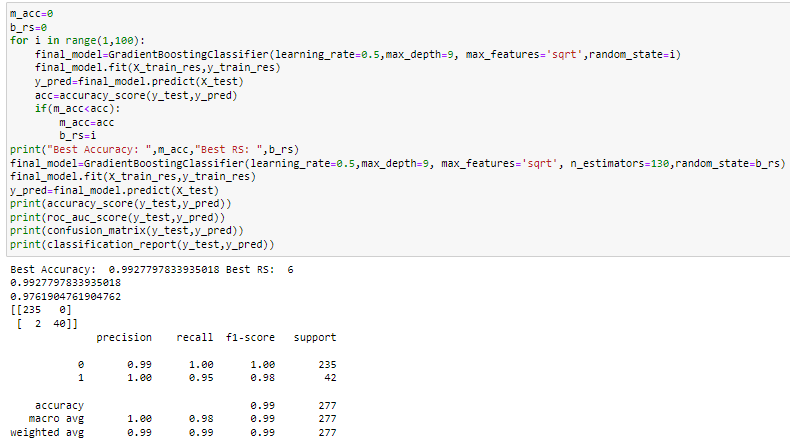 m_acc=0
b_rs=0
for i in range(1,100):
    final_model=GradientBoostingClassifier(learning_rate=0.5,max_depth=9, max_features='sqrt',random_state=i)
    final_model.fit(X_train_res,y_train_res)
    y_pred=final_model.predict(X_test)
    acc=accuracy_score(y_test,y_pred)
    if(m_acc<acc):
        m_acc=acc
        b_rs=i
print("Best Accuracy: ",m_acc,"Best RS: ",b_rs)
final_model=GradientBoostingClassifier(learning_rate=0.5,max_depth=9, max_features='sqrt', n_estimators=130,random_state=b_rs)
final_model.fit(X_train_res,y_train_res)
y_pred=final_model.predict(X_test)
print(accuracy_score(y_test,y_pred))
print(roc_auc_score(y_test,y_pred))
print(confusion_matrix(y_test,y_pred))
print(classification_report(y_test,y_pred))
Best Accuracy:  0.9927797833935018 Best RS:  6
0.9927797833935018
0.9761904761904762
[[235   0]
 [  2  40]]
              precision    recall  f1-score   support
           0       0.99      1.00      1.00       235
           1       1.00      0.95      0.98        42
    accuracy                           0.99       277
   macro avg       1.00      0.98      0.99       277
weighted avg       0.99      0.99      0.99       277